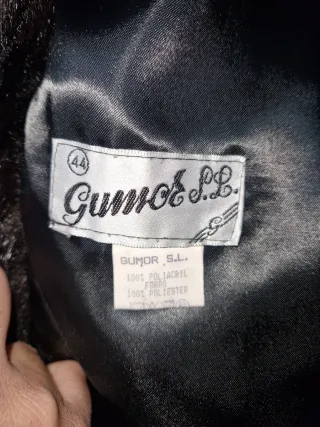 44
Gumor S.L.
G
GUMOR S.L.
100% POLIACRIL
FORRO
100% POLIESTER